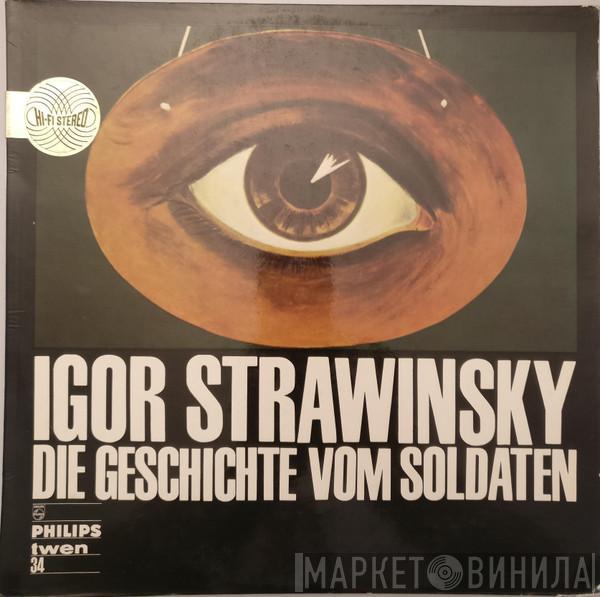 HI-FI STEREO
IGOR STRAWINSKY
DIE GESCHICHTE VOM SOLDATEN
PHILIPS
twen
34
МАРКЕТ ВИНИЛА